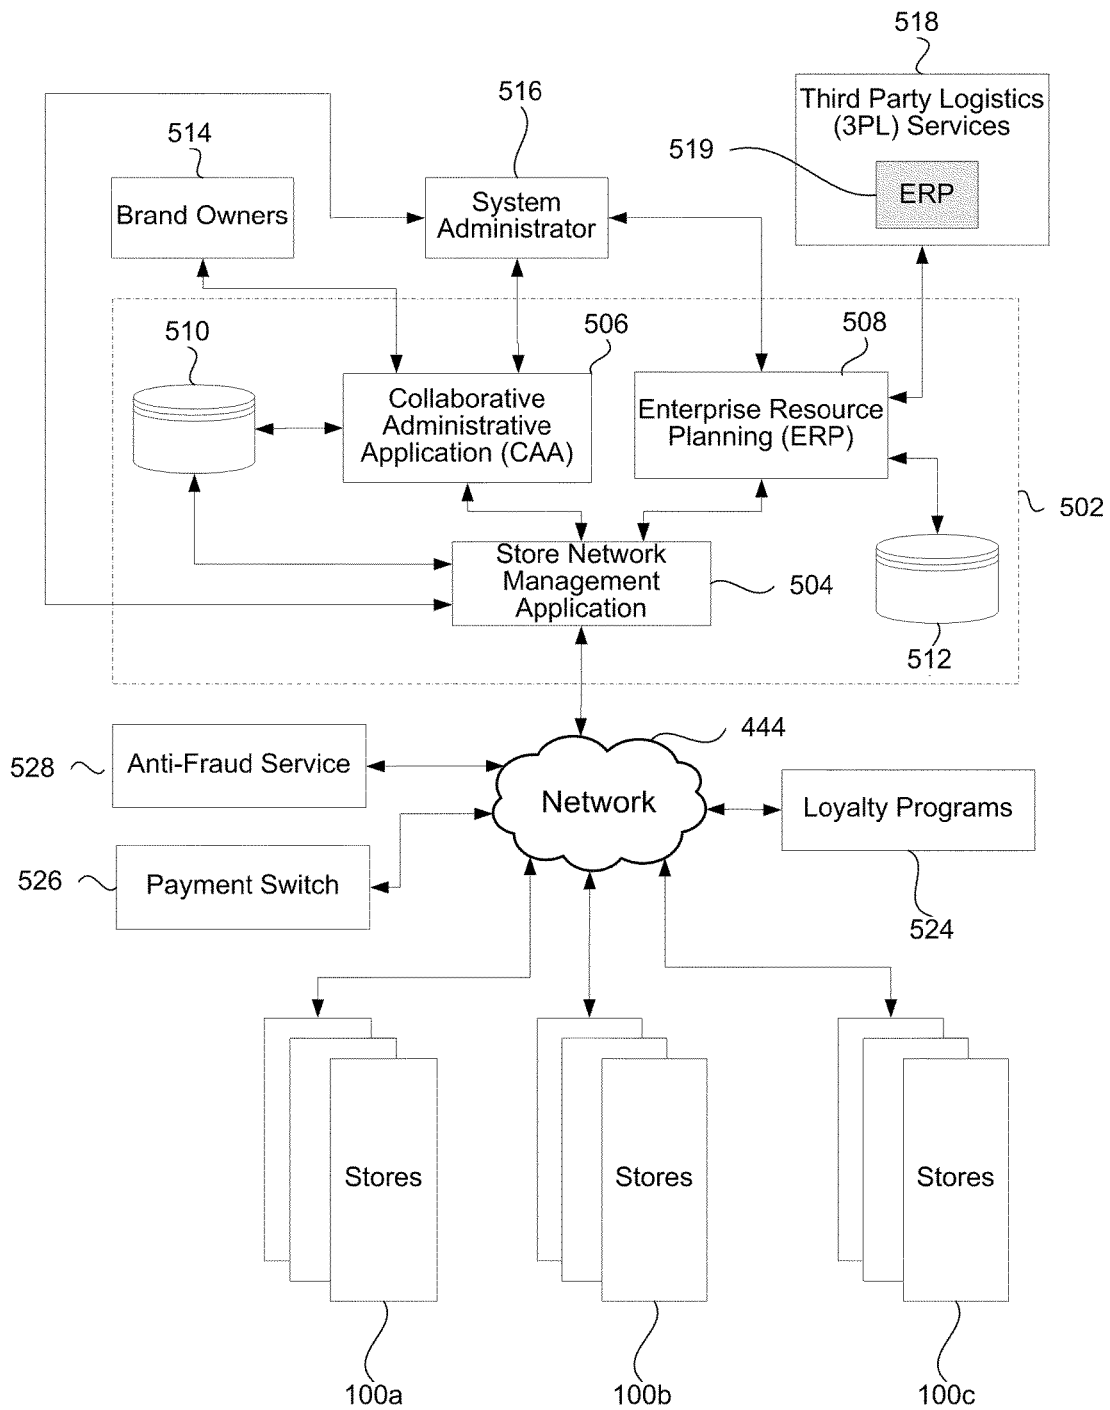 518
516
Third Party Logistics
(3PL) Services
514
519
ERP
System
Administrator
Brand Owners
510
506
508
Collaborative
Administrative
Application (CAA)
Enterprise Resource
Planning (ERP)
502
Store Network
Management
Application
504
512
444
528
Anti-Fraud Service
Network
Loyalty Programs
526
Payment Switch
524
Stores
Stores
Stores
100a
100b
100c